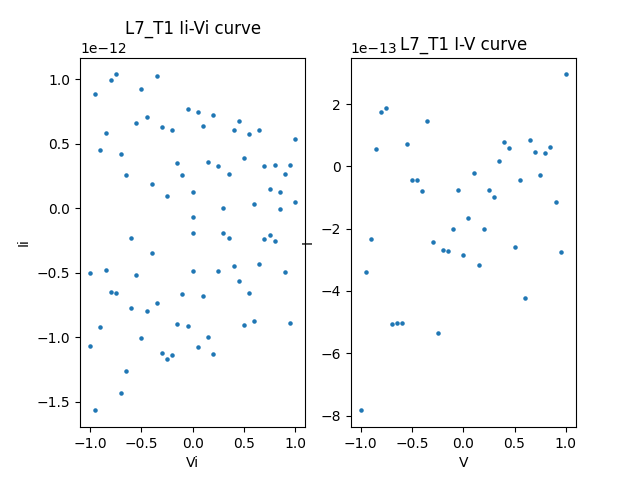 L7_T1 Ii-Vi curve
1e−12
1.0
0.5
0.0
−0.5
−1.0
−1.5
Ii
−1.0 −0.5 0.0 0.5 1.0
Vi
L7_T1 I-V curve
1e−13
2
0
−2
−4
−6
−8
I
−1.0 −0.5 0.0 0.5 1.0
V